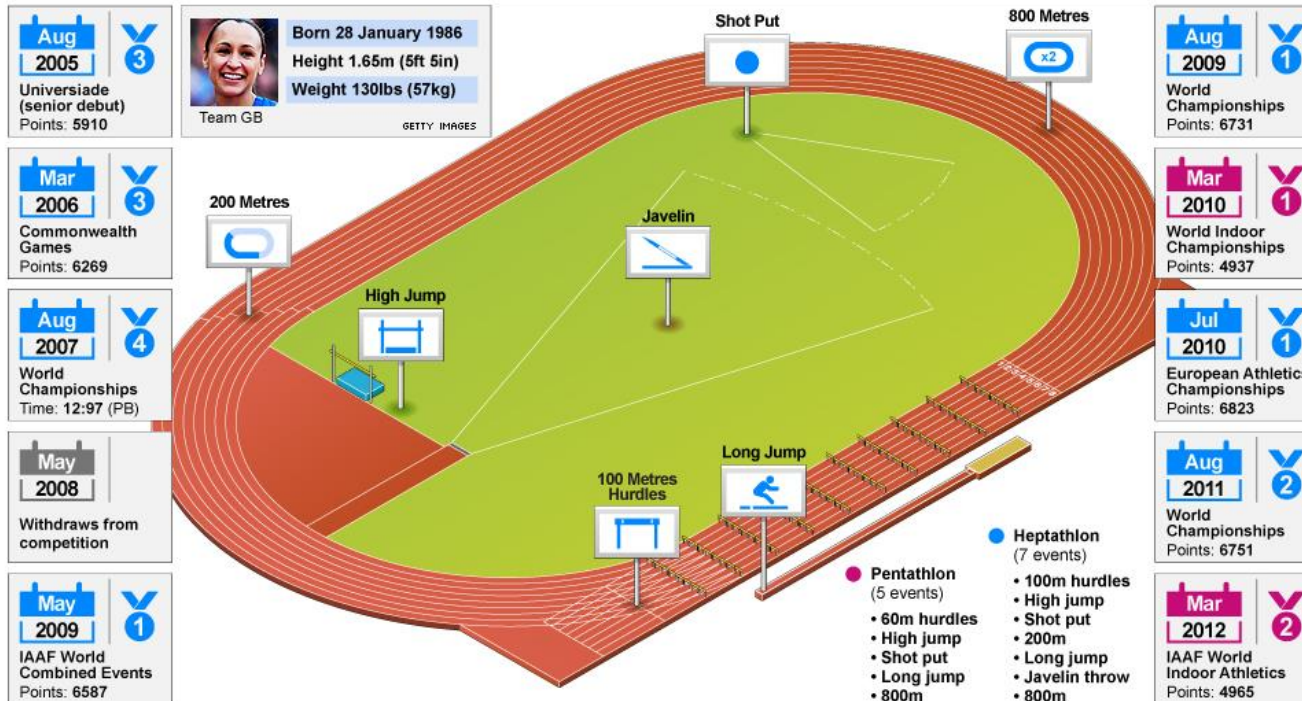 Aug
2005
3
Universiade
(senior debut)
Points: 5910
Mar
2006
3
Commonwealth
Games
Points: 6269
Aug
2007
4
World
Championships
Time: 12:97 (PB)
May
2008
Withdraws from
competition
May
2009
1
IAAF World
Combined Events
Points: 6587
Born 28 January 1986
Height 1.65m (5ft 5in)
Weight 130lbs (57kg)
Team GB
GETTY IMAGES
Shot Put
800 Metres
x2
200 Metres
Javelin
High Jump
Long Jump
100 Metres
Hurdles
12345678
Pentathlon
(5 events)
• 60m hurdles
• High jump
• Shot put
• Long jump
• 800m
Heptathlon
(7 events)
• 100m hurdles
• High jump
• Shot put
• 200m
• Long jump
• Javelin throw
• 800m
Aug
2009
1
World
Championships
Points: 6731
Mar
2010
1
World Indoor
Championships
Points: 4937
Jul
2010
1
European Athletics
Championships
Points: 6823
Aug
2011
2
World
Championships
Points: 6751
Mar
2012
2
IAAF World
Indoor Athletics
Points: 4965